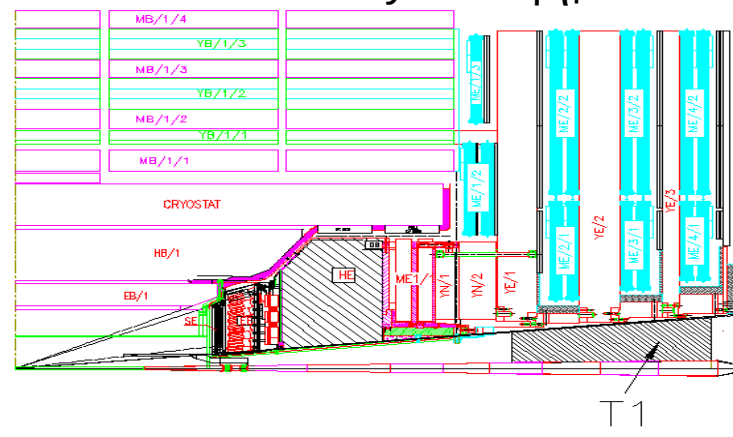 MB/1/4
YB/1/3
MB/1/3
YB/1/2
MB/1/2
YB/1/1
MB/1/1
CRYOSTAT
HB/1
EB/1
SE
HE
ME1/1
YN/1
YN/2
YE/1
ME/1/3
ME/1/2
ME/2/2
ME/2/1
YE/2
ME/3/2
ME/3/1
YE/3
ME/4/2
ME/4/1
T1